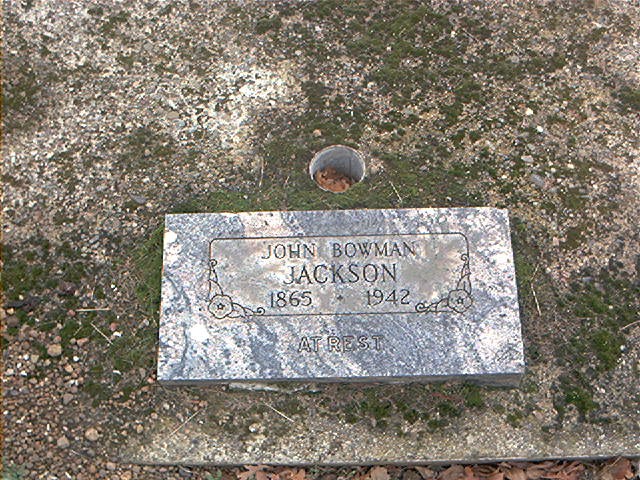 JOHN BOWMAN
JACKSON
1865 + 1942
AT REST